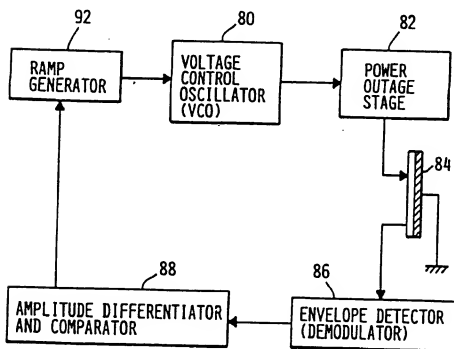 92
RAMP
GENERATOR
80
VOLTAGE
CONTROL
OSCILLATOR
(VCO)
82
POWER
OUTAGE
STAGE
84
88
AMPLITUDE DIFFERENTIATOR
AND COMPARATOR
86
ENVELOPE DETECTOR
(DEMODULATOR)